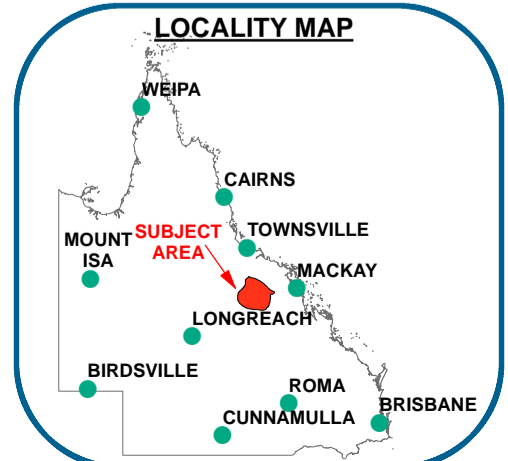 LOCALITY MAP
WEIPA
CAIRNS
TOWNSVILLE
SUBJECT
AREA
MOUNT
ISA
MACKAY
LONGREACH
BIRDSVILLE
ROMA
BRISBANE
CUNNAMULLA